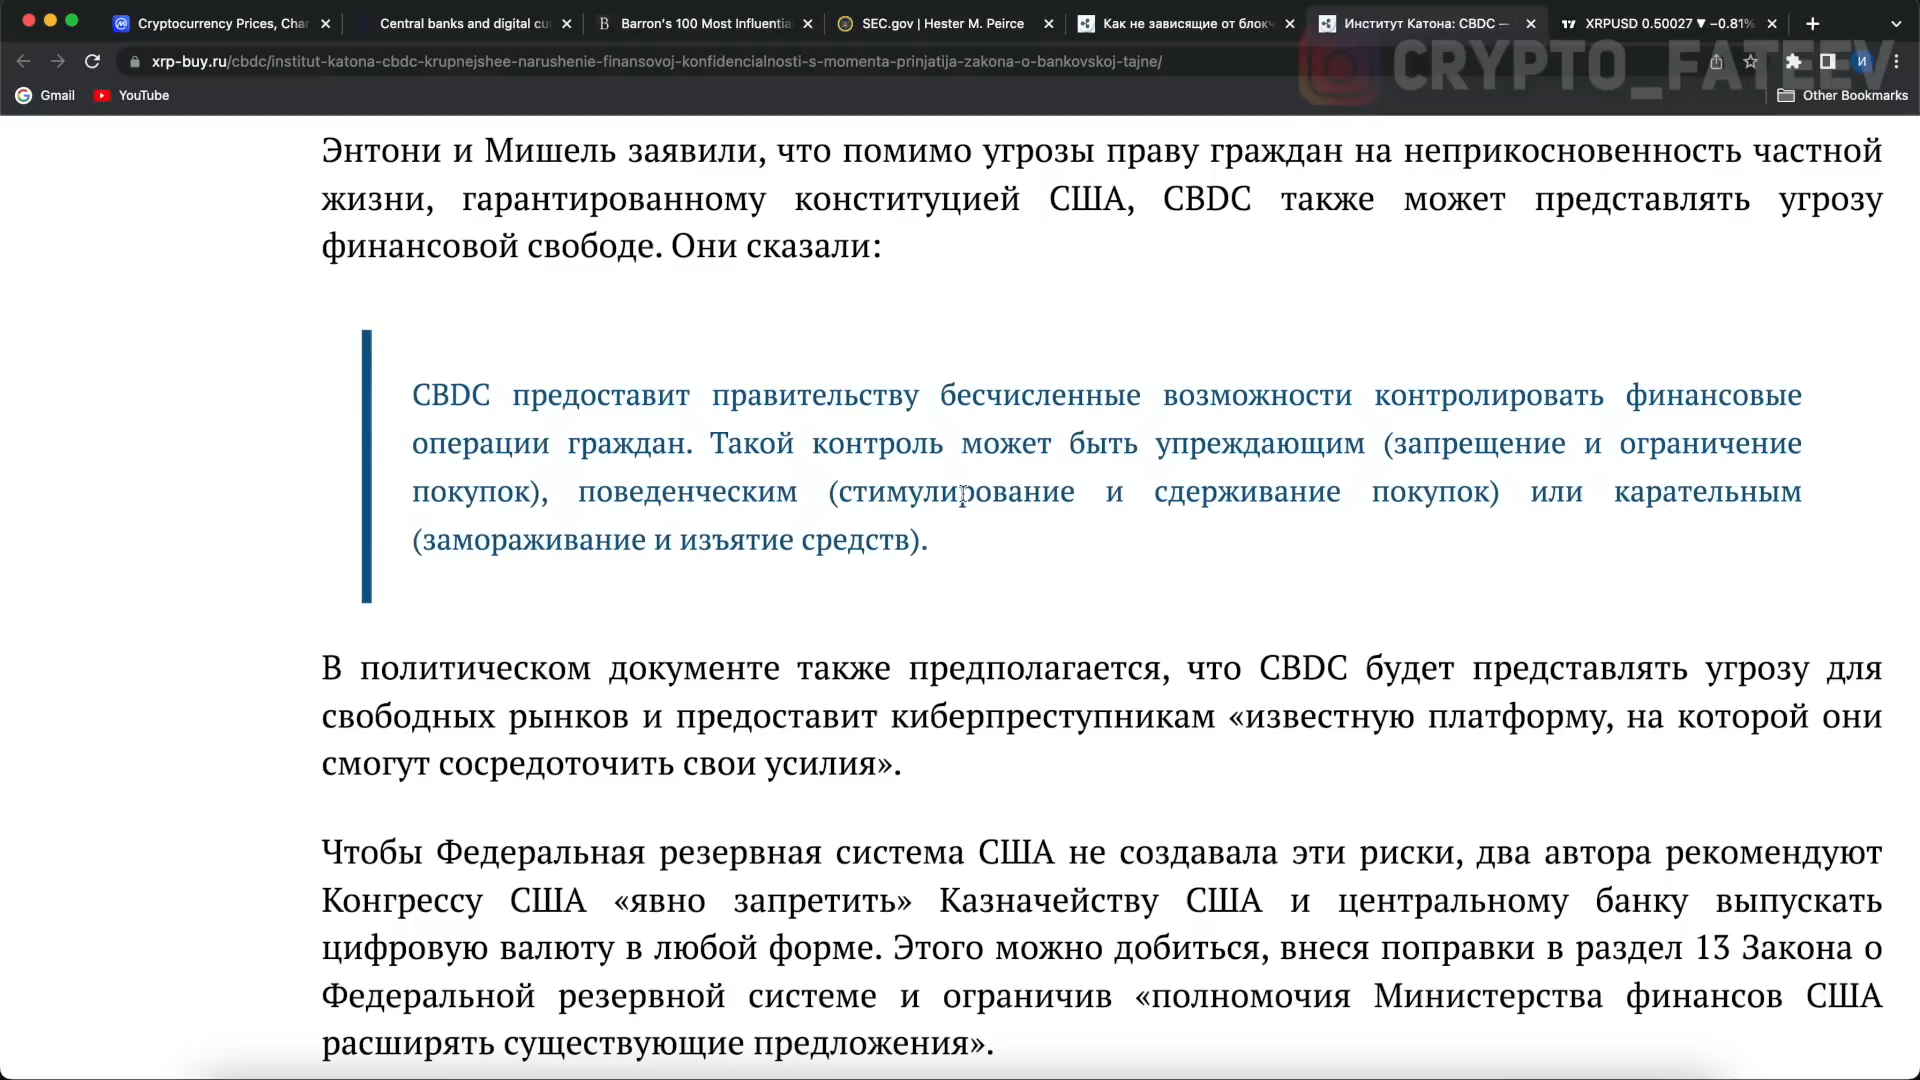 Cryptocurrency Prices, Cha
Central banks and digital cu
Barron's 100 Most Influentia
SEC.gov | Hester M. Peirce
Как не зависящие от блокч
Институт Катона: CBDC —
XRPUSD 0.50027 ▼ −0.81%
xrp-buy.ru/cbdc/institut-katona-cbdc-krupnejshee-narushenie-finansovoj-konfidencialnosti-s-momenta-prinjatija-zakona-o-bankovskoj-tajne/
CRYPTO_FATEEV
И
Gmail
YouTube
Other Bookmarks
Энтони и Мишель заявили, что помимо угрозы праву граждан на неприкосновенность частной
жизни, гарантированному конституцией США, CBDC также может представлять угрозу
финансовой свободе. Они сказали:
CBDC предоставит правительству бесчисленные возможности контролировать финансовые
операции граждан. Такой контроль может быть упреждающим (запрещение и ограничение
покупок), поведенческим (стимулирование и сдерживание покупок) или карательным
(замораживание и изъятие средств).
В политическом документе также предполагается, что CBDC будет представлять угрозу для
свободных рынков и предоставит киберпреступникам «известную платформу, на которой они
смогут сосредоточить свои усилия».
Чтобы Федеральная резервная система США не создавала эти риски, два автора рекомендуют
Конгрессу США «явно запретить» Казначейству США и центральному банку выпускать
цифровую валюту в любой форме. Этого можно добиться, внеся поправки в раздел 13 Закона о
Федеральной резервной системе и ограничив «полномочия Министерства финансов США
расширять существующие предложения».